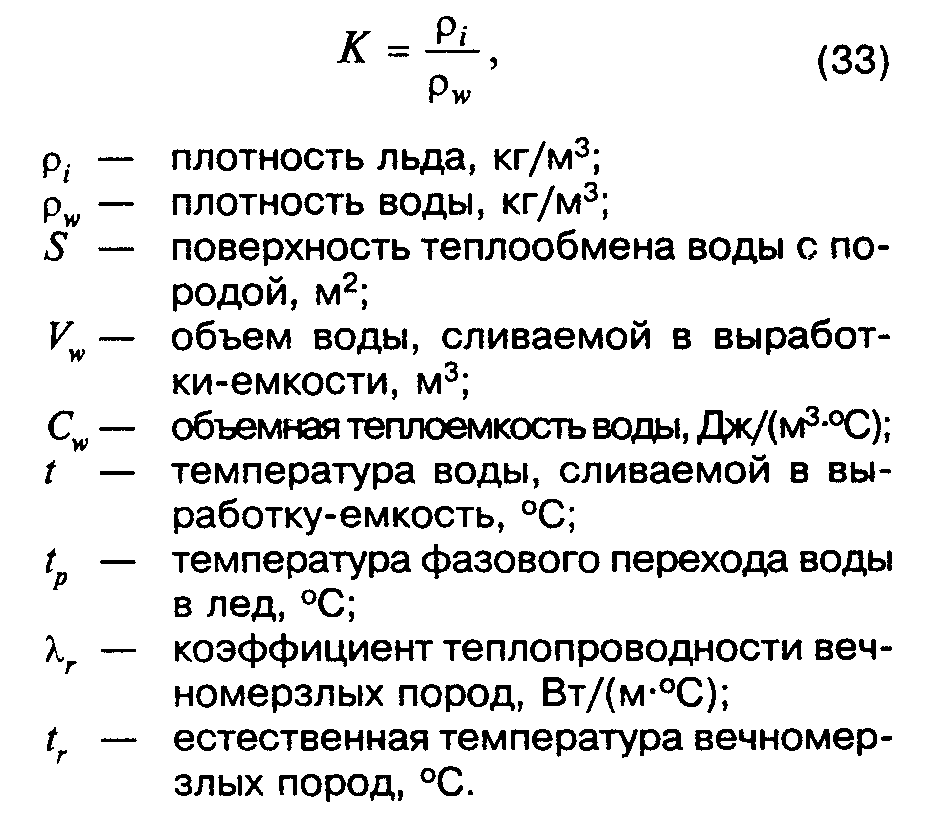 K = ρi / ρw, (33)
ρi — плотность льда, кг/м³;
ρw — плотность воды, кг/м³;
S — поверхность теплообмена воды с по-
родой, м²;
Vw — объем воды, сливаемой в выработ-
ки-емкости, м³;
Cw — объемная теплоемкость воды, Дж/(м³·°С);
t — температура воды, сливаемой в вы-
работку-емкость, °С;
tp — температура фазового перехода воды
в лед, °С;
λr — коэффициент теплопроводности веч-
номерзлых пород, Вт/(м·°С);
tr — естественная температура вечномер-
злых пород, °С.